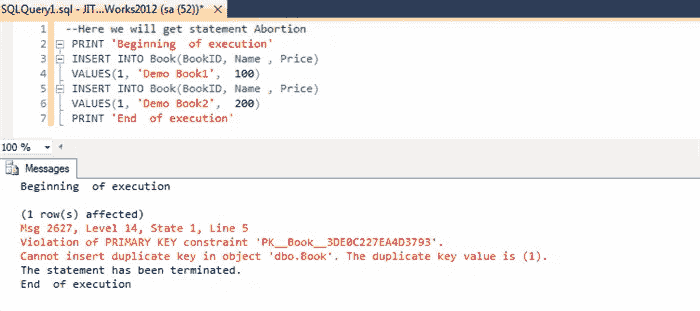 SQLQuery1.sql - JIT...Works2012 (sa (52))* ×
1 --Here we will get statement Abortion
2 PRINT 'Beginning  of execution'
3 INSERT INTO Book(BookID, Name , Price)
4 VALUES(1, 'Demo Book1',  100)
5 INSERT INTO Book(BookID, Name , Price)
6 VALUES(1, 'Demo Book2',  200)
7 PRINT 'End  of execution'
100 %
Messages
Beginning  of execution
(1 row(s) affected)
Msg 2627, Level 14, State 1, Line 5
Violation of PRIMARY KEY constraint 'PK__Book__3DE0C227EA4D3793'.
Cannot insert duplicate key in object 'dbo.Book'. The duplicate key value is (1).
The statement has been terminated.
End  of execution